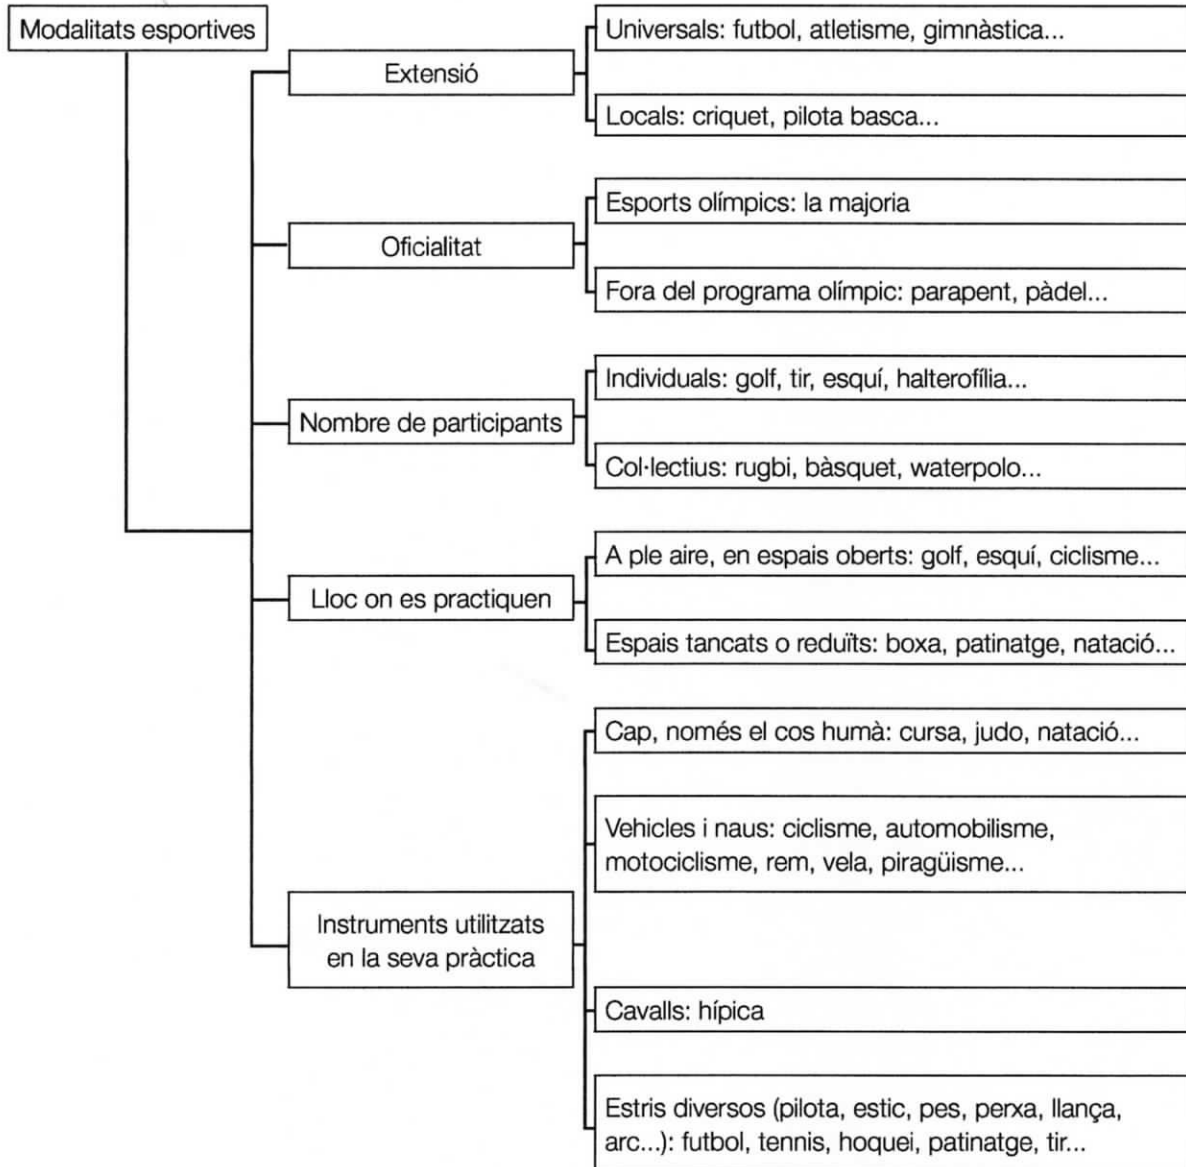 Modalitats esportives
Extensió
Universals: futbol, atletisme, gimnàstica...
Locals: criquet, pilota basca...
Oficialitat
Esports olímpics: la majoria
Fora del programa olímpic: parapent, pàdel...
Nombre de participants
Individuals: golf, tir, esquí, halterofília...
Col·lectius: rugbi, bàsquet, waterpolo...
Lloc on es practiquen
A ple aire, en espais oberts: golf, esquí, ciclisme...
Espais tancats o reduïts: boxa, patinatge, natació...
Instruments utilitzats
en la seva pràctica
Cap, només el cos humà: cursa, judo, natació...
Vehicles i naus: ciclisme, automobilisme,
motociclisme, rem, vela, piragüisme...
Cavalls: hípica
Estris diversos (pilota, estic, pes, perxa, llança,
arc...): futbol, tennis, hoquei, patinatge, tir...